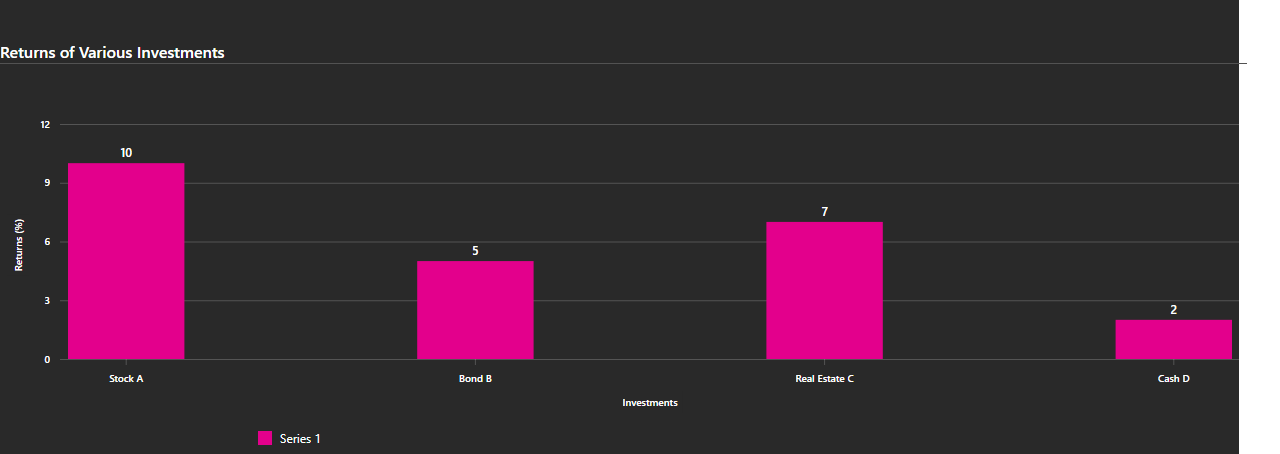 Returns of Various Investments
12
10
9
7
Returns (%)
6
5
3
2
0
Stock A Bond B Real Estate C Cash D
Investments
Series 1